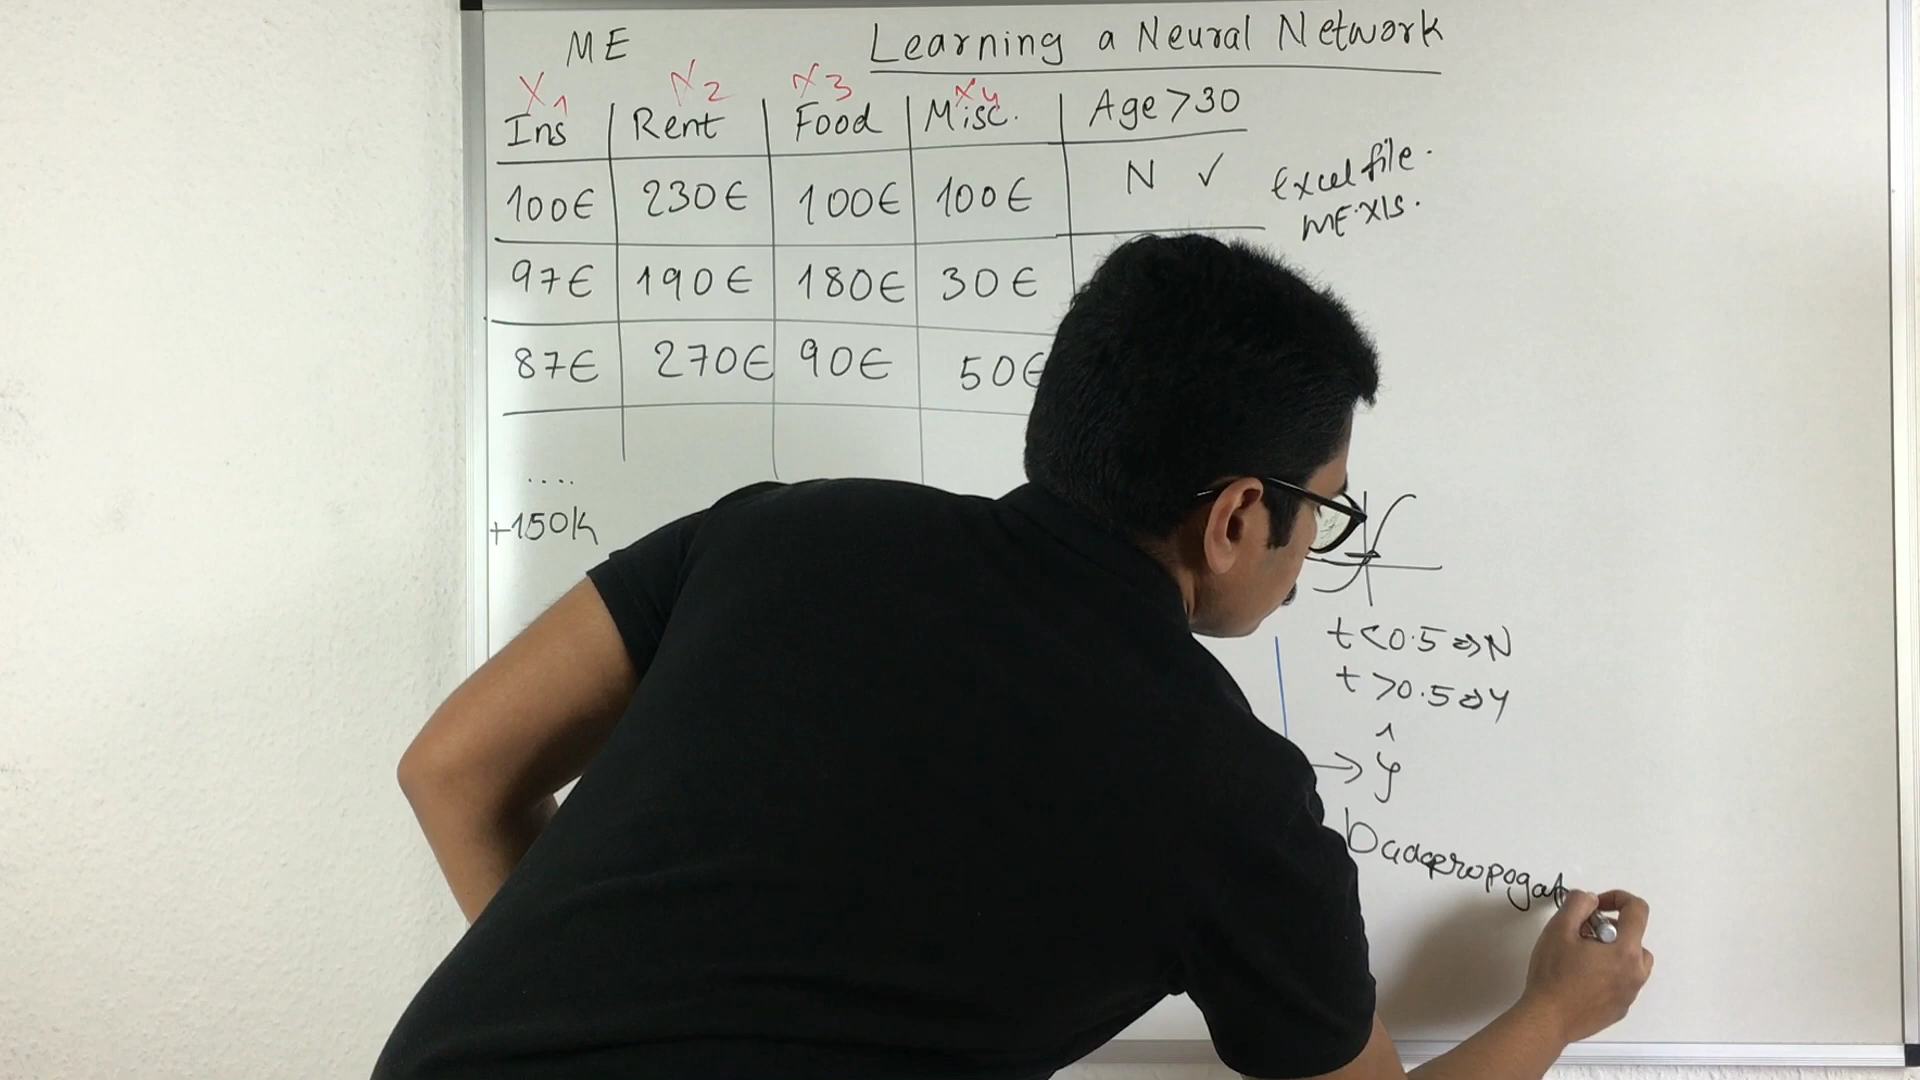 ME
Learning a Neural Network
X1 X2 X3 X4
Ins Rent Food Misc. Age >30
100€ 230€ 100€ 100€ N ✓
Excel file.
ME.xls.
97€ 190€ 180€ 30€
87€ 270€ 90€ 50€
....
+150K
t<0.5⇒N
t>0.5⇒Y
→ŷ
backpropogat